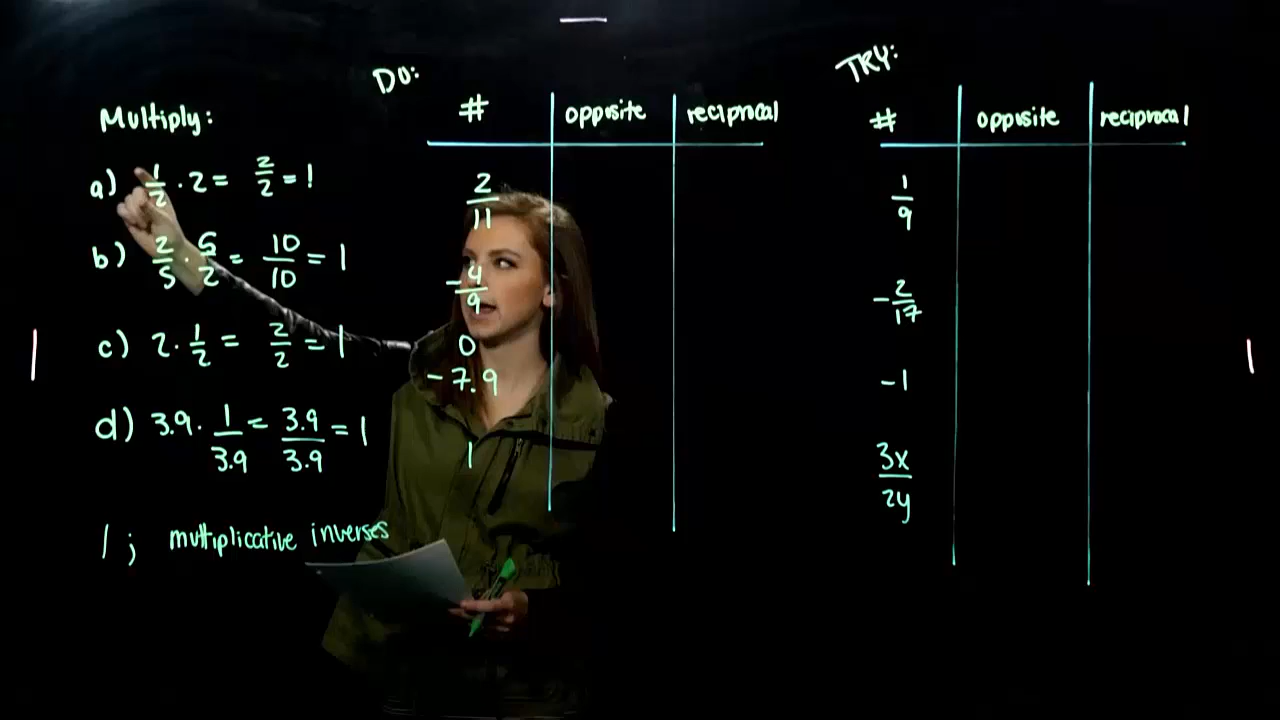 Multiply:
a) 1/2 · 2 = 2/2 = 1
b) 2/5 · 5/2 = 10/10 = 1
c) 2 · 1/2 = 2/2 = 1
d) 3.9 · 1/3.9 = 3.9/3.9 = 1
1 ; multiplicative inverses
DO:
# opposite reciprocal
2/11
-4/9
0
-7.9
1
TRY:
# opposite reciprocal
1/9
-2/17
-1
3x/2y